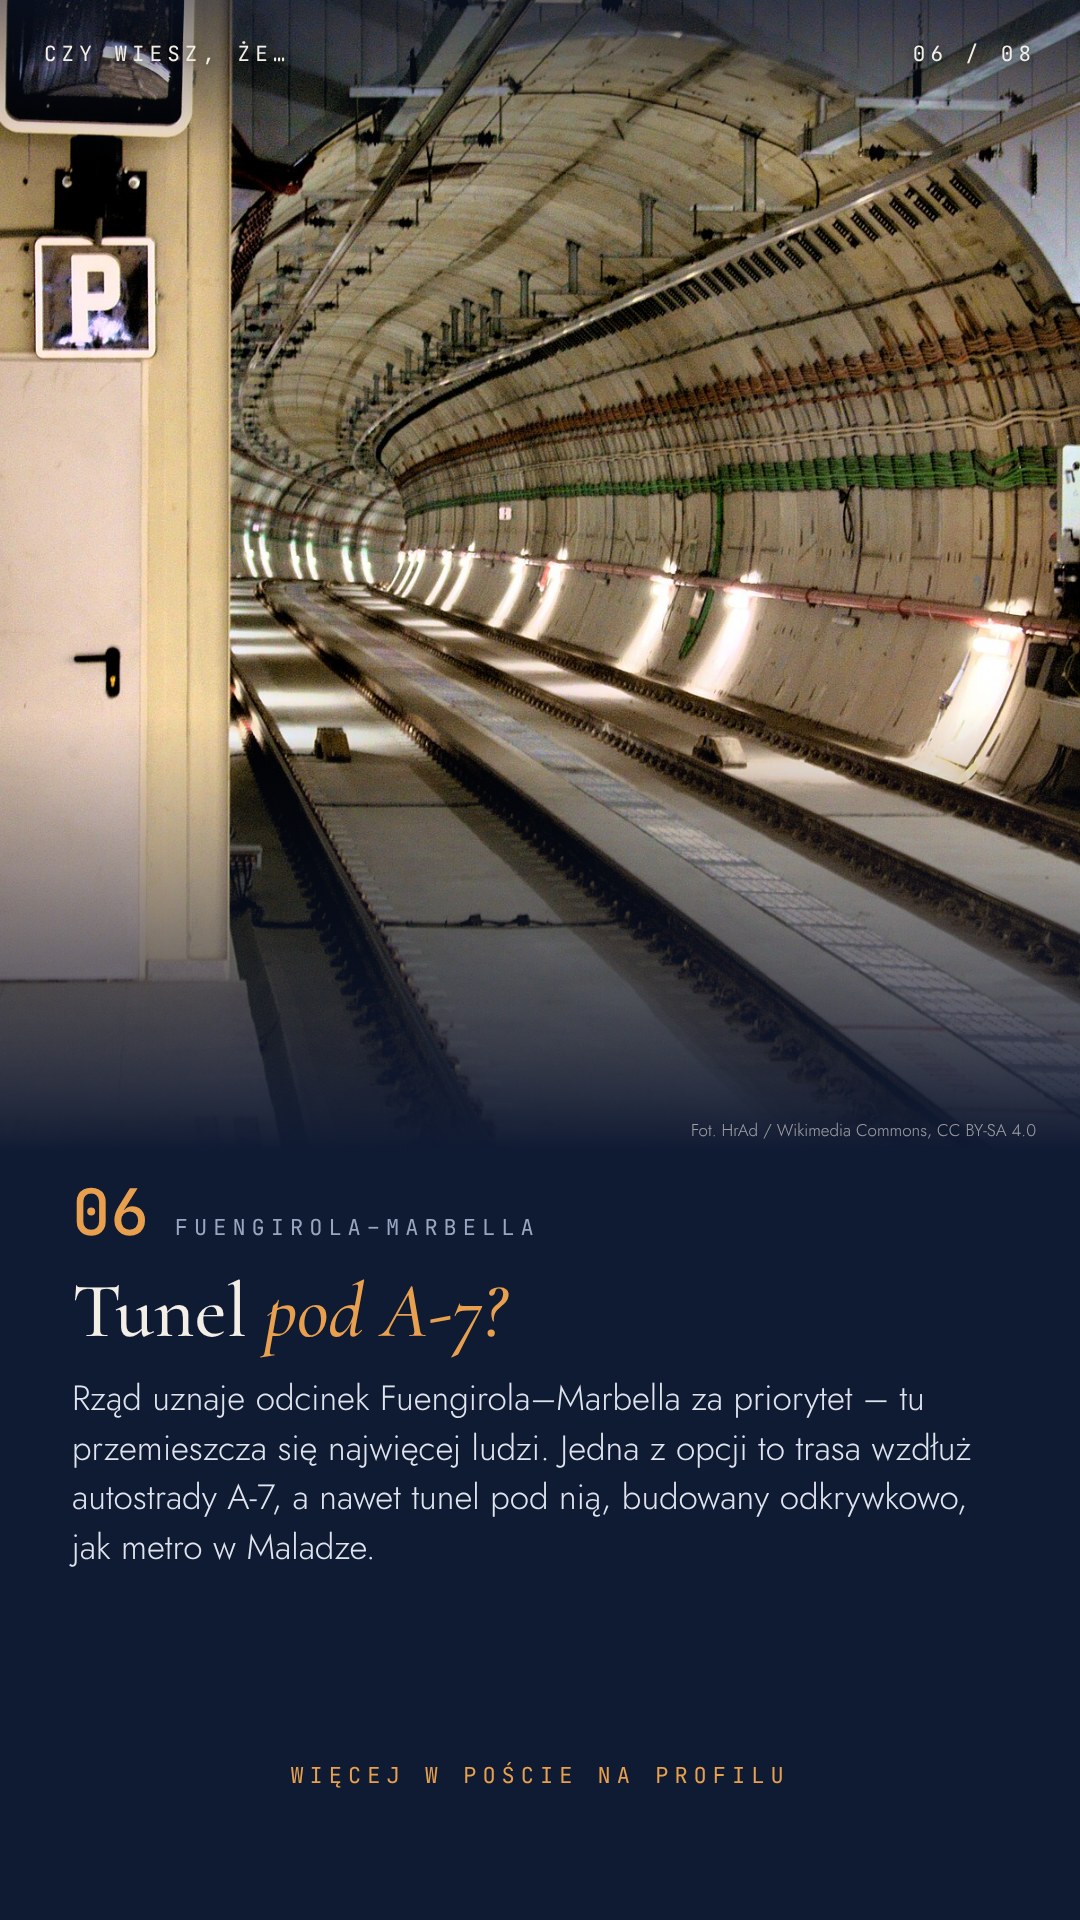 CZY WIESZ, ŻE…
06 / 08
P
Fot. HrAd / Wikimedia Commons, CC BY-SA 4.0
06 FUENGIROLA–MARBELLA
Tunel pod A-7?
Rząd uznaje odcinek Fuengirola–Marbella za priorytet – tu
przemieszcza się najwięcej ludzi. Jedna z opcji to trasa wzdłuż
autostrady A-7, a nawet tunel pod nią, budowany odkrywkowo,
jak metro w Maladze.
WIĘCEJ W POŚCIE NA PROFILU